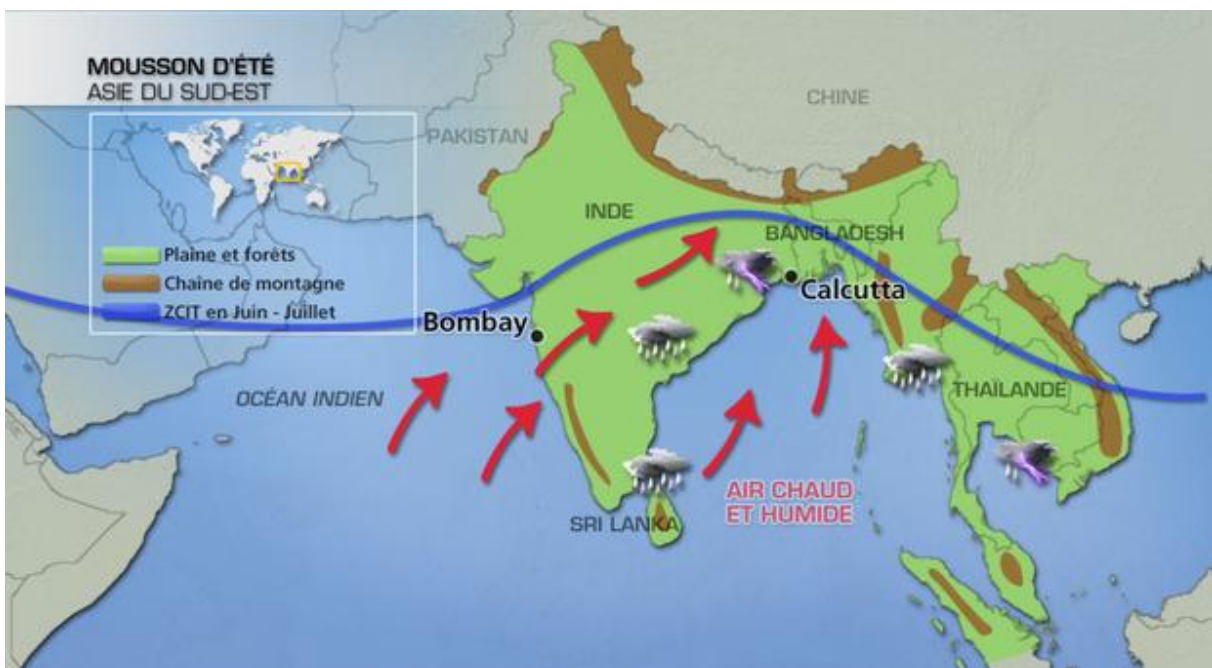 MOUSSON D'ÉTÉ
ASIE DU SUD-EST
Plaine et forêts
Chaîne de montagne
ZCIT en Juin - Juillet
PAKISTAN
CHINE
INDE
BANGLADESH
Calcutta
Bombay
OCÉAN INDIEN
THAÏLANDE
AIR CHAUD
ET HUMIDE
SRI LANKA